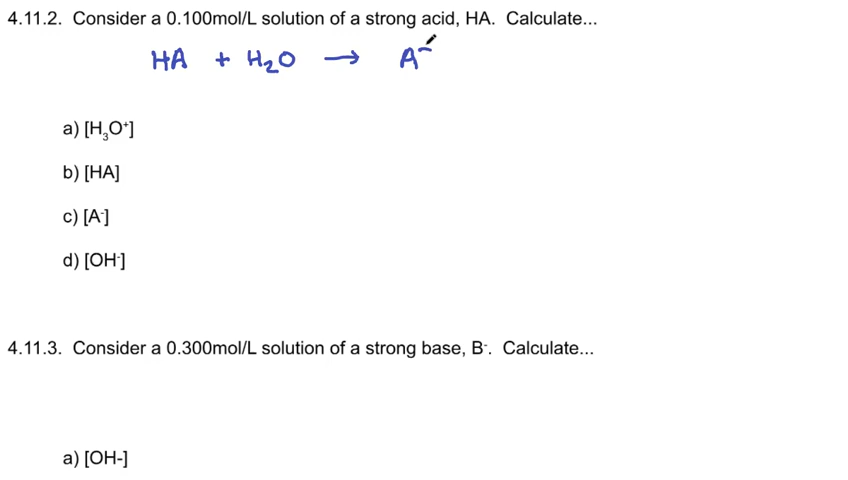 4.11.2. Consider a 0.100mol/L solution of a strong acid, HA. Calculate...
HA + H₂O → A⁻
a) [H₃O⁺]
b) [HA]
c) [A⁻]
d) [OH⁻]
4.11.3. Consider a 0.300mol/L solution of a strong base, B⁻. Calculate...
a) [OH-]